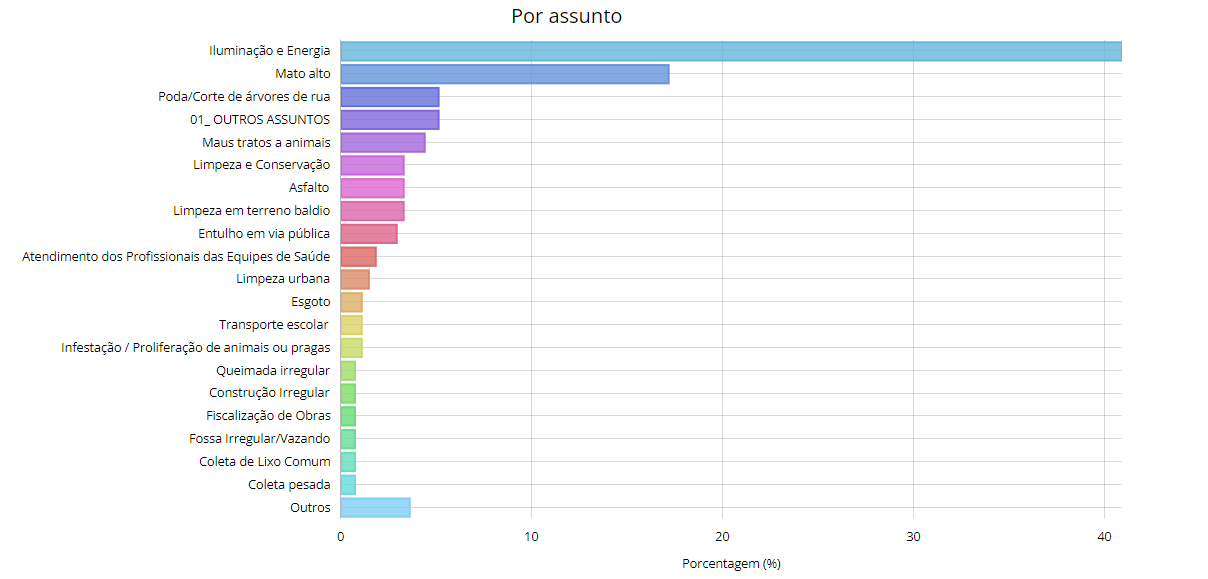 Por assunto
Iluminação e Energia
Mato alto
Poda/Corte de árvores de rua
01_ OUTROS ASSUNTOS
Maus tratos a animais
Limpeza e Conservação
Asfalto
Limpeza em terreno baldio
Entulho em via pública
Atendimento dos Profissionais das Equipes de Saúde
Limpeza urbana
Esgoto
Transporte escolar
Infestação / Proliferação de animais ou pragas
Queimada irregular
Construção Irregular
Fiscalização de Obras
Fossa Irregular/Vazando
Coleta de Lixo Comum
Coleta pesada
Outros
0 10 20 30 40
Porcentagem (%)